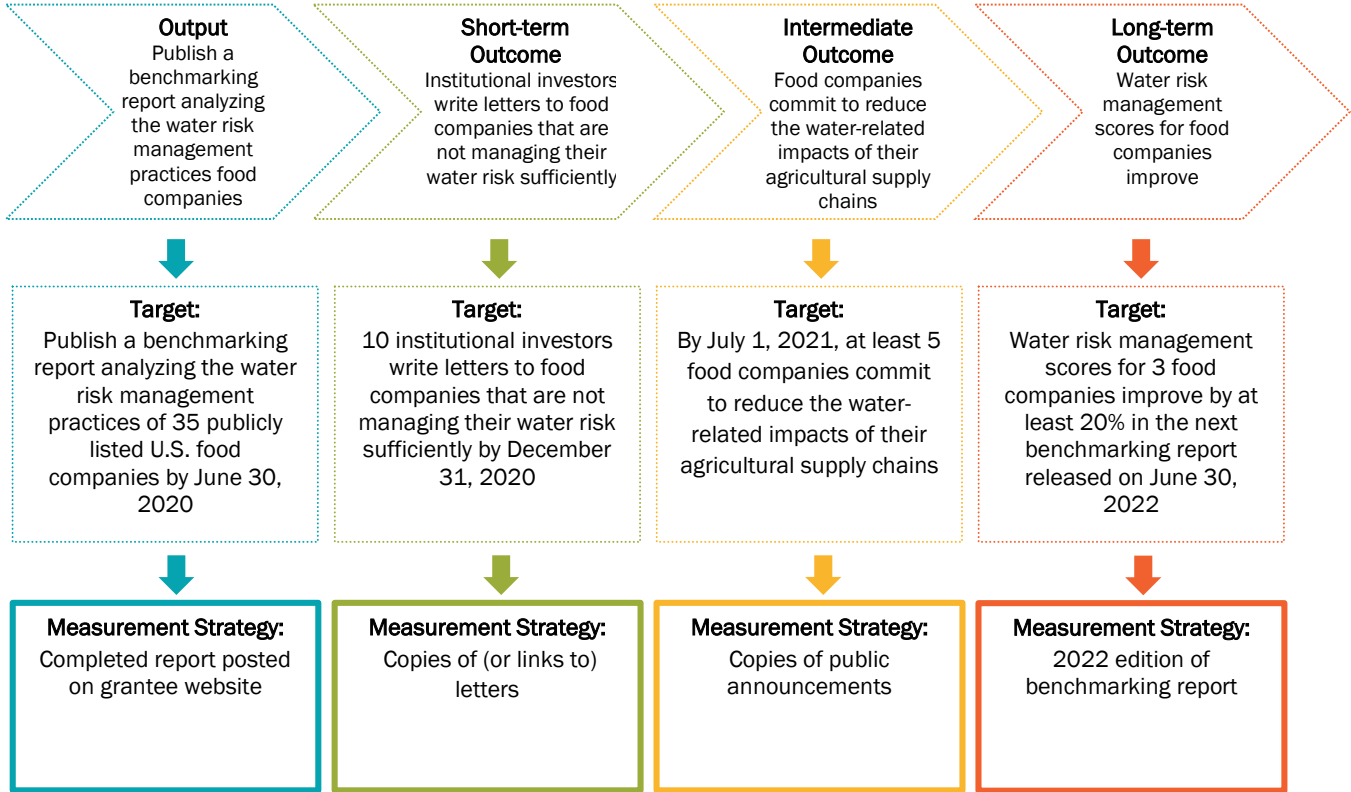 Output
Publish a
benchmarking
report analyzing
the water risk
management
practices food
companies
Short-term
Outcome
Institutional investors
write letters to food
companies that are
not managing their
water risk sufficiently
Intermediate
Outcome
Food companies
commit to reduce
the water-related
impacts of their
agricultural supply
chains
Long-term
Outcome
Water risk
management
scores for food
companies
improve
Target:
Publish a benchmarking
report analyzing the water
risk management
practices of 35 publicly
listed U.S. food
companies by June 30,
2020
Target:
10 institutional investors
write letters to food
companies that are not
managing their water risk
sufficiently by December
31, 2020
Target:
By July 1, 2021, at least 5
food companies commit
to reduce the water-
related impacts of their
agricultural supply chains
Target:
Water risk management
scores for 3 food
companies improve by at
least 20% in the next
benchmarking report
released on June 30,
2022
Measurement Strategy:
Completed report posted
on grantee website
Measurement Strategy:
Copies of (or links to)
letters
Measurement Strategy:
Copies of public
announcements
Measurement Strategy:
2022 edition of
benchmarking report